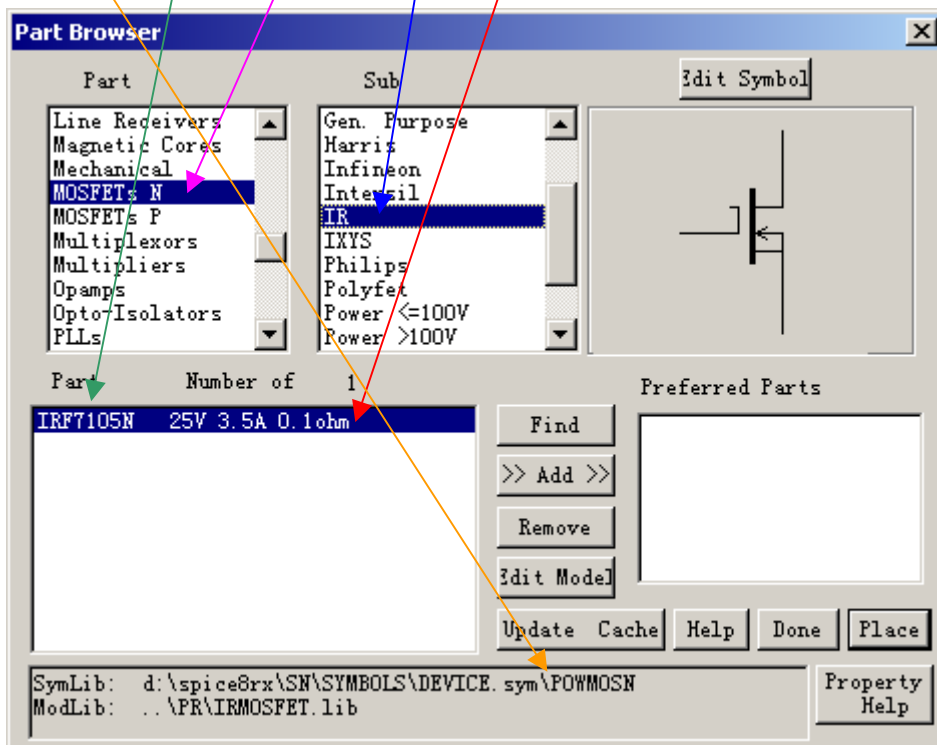 Part Browser
Part
Sub
Edit Symbol
Line Receivers
Magnetic Cores
Mechanical
MOSFETs N
MOSFETs P
Multiplexors
Multipliers
Opamps
Opto-Isolators
PLLs
Gen. Purpose
Harris
Infineon
Intersil
IR
IXYS
Philips
Polyfet
Power <=100V
Power >100V
Part Number of 1
Preferred Parts
IRF7105N 25V 3.5A 0.1ohm
Find
>> Add >>
Remove
Edit Model
Update Cache
Help
Done
Place
SymLib: d:\spice8rx\SN\SYMBOLS\DEVICE.sym\POWMOSN
ModLib: ..\PR\IRMOSFET.lib
Property
Help